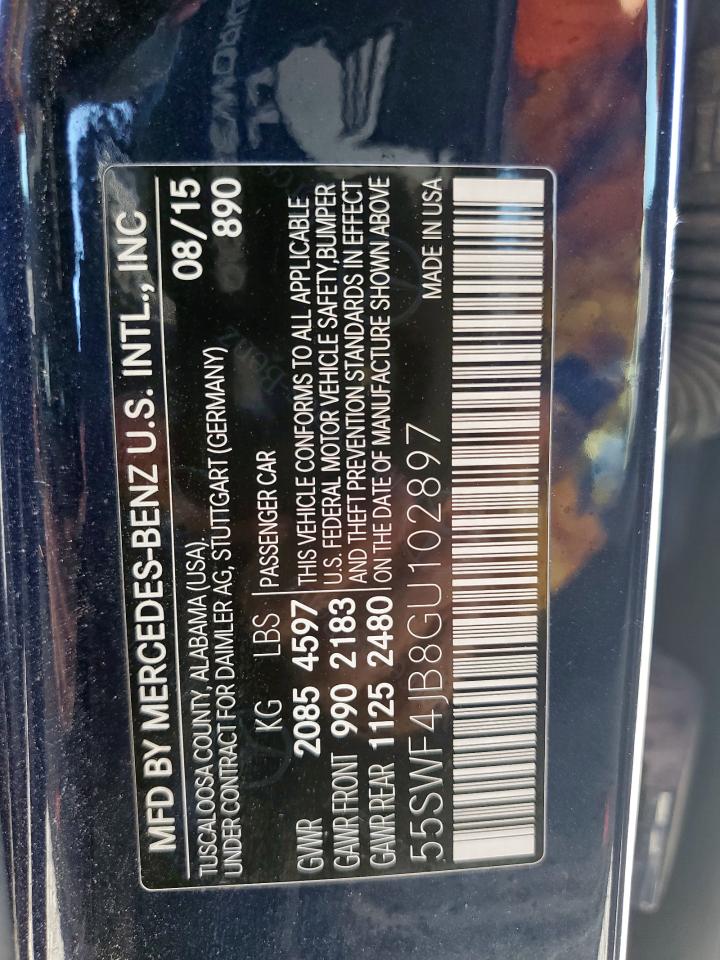 MFD BY MERCEDES-BENZ U.S. INTL., INC
TUSCALOOSA COUNTY, ALABAMA (USA), 08/15
UNDER CONTRACT FOR DAIMLER AG, STUTTGART (GERMANY) 890
KG LBS PASSENGER CAR
GVWR 2085 4597 THIS VEHICLE CONFORMS TO ALL APPLICABLE
GAWR FRONT 990 2183 U.S. FEDERAL MOTOR VEHICLE SAFETY,BUMPER
AND THEFT PREVENTION STANDARDS IN EFFECT
GAWR REAR 1125 2480 ON THE DATE OF MANUFACTURE SHOWN ABOVE
55SWF4JB8GU102897 MADE IN USA